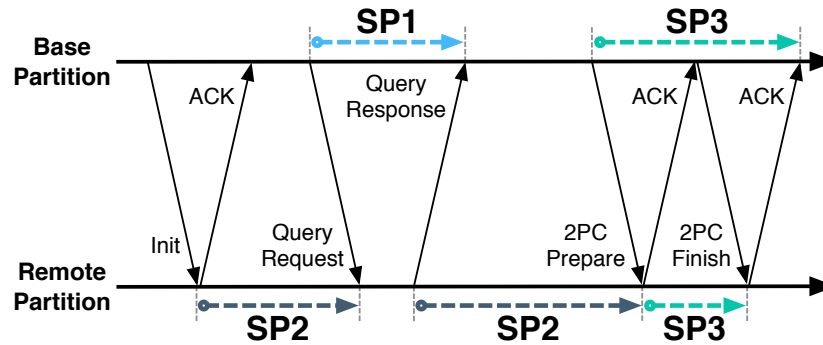 SP1
SP3
Base
Partition
ACK
Query
Response
ACK
ACK
Init
Query
Request
2PC
Prepare
2PC
Finish
Remote
Partition
SP2
SP2
SP3